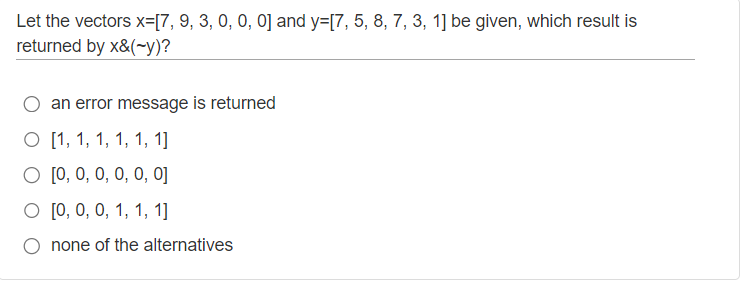 Let the vectors x=[7, 9, 3, 0, 0, 0] and y=[7, 5, 8, 7, 3, 1] be given, which result is
returned by x&(~y)?
an error message is returned
[1, 1, 1, 1, 1, 1]
[0, 0, 0, 0, 0, 0]
[0, 0, 0, 1, 1, 1]
none of the alternatives